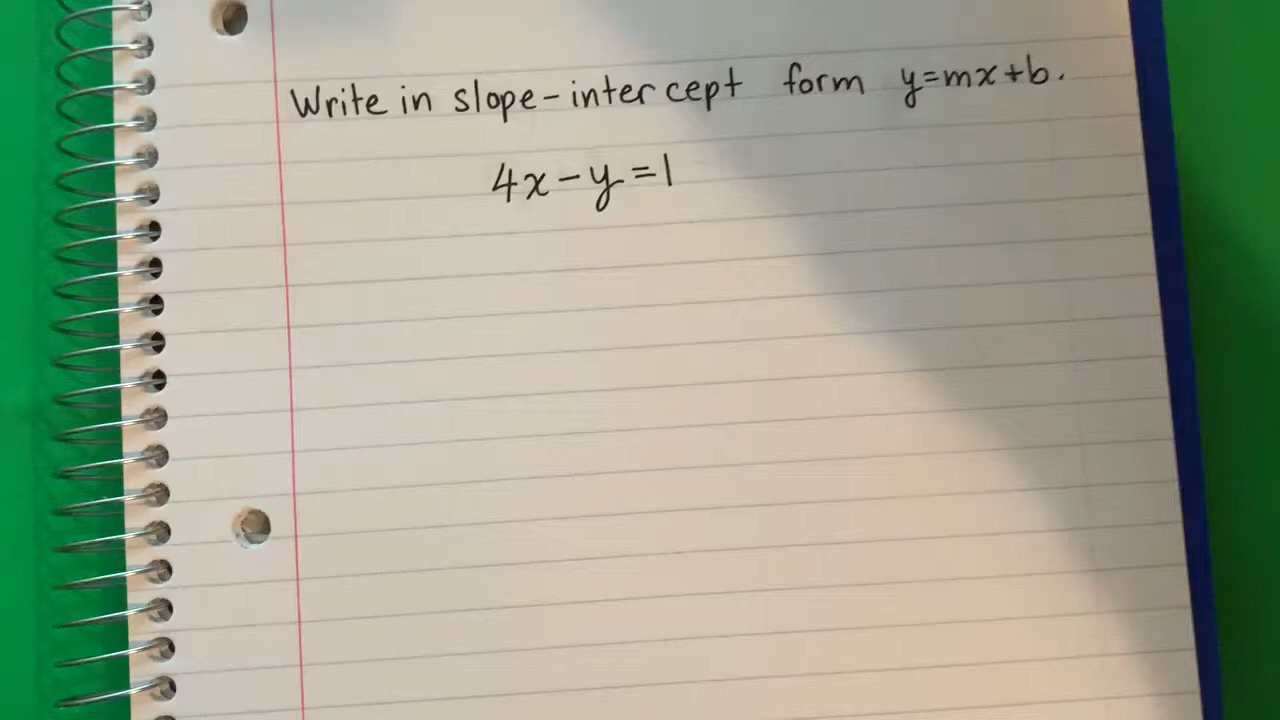 Write in slope-intercept form y=mx+b.
4x-y=1